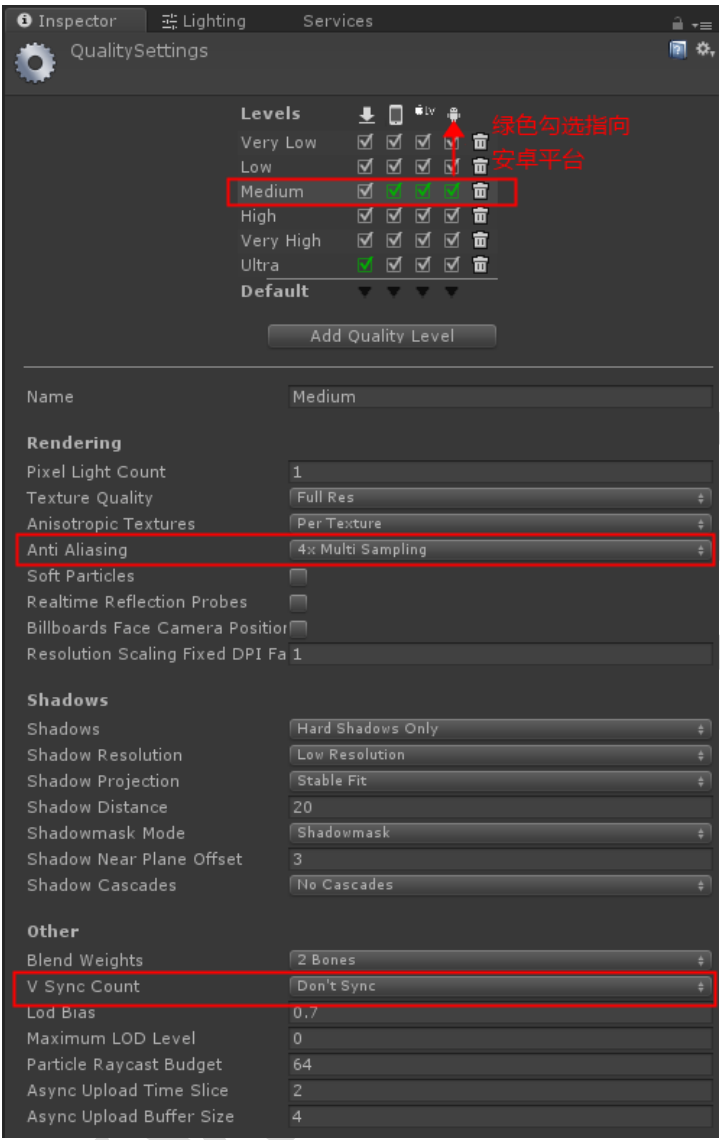 Inspector Lighting Services
QualitySettings
Levels tv
绿色勾选指向
安卓平台
Very Low
Low
Medium
High
Very High
Ultra
Default
Add Quality Level
Name Medium
Rendering
Pixel Light Count 1
Texture Quality Full Res
Anisotropic Textures Per Texture
Anti Aliasing 4x Multi Sampling
Soft Particles
Realtime Reflection Probes
Billboards Face Camera Position
Resolution Scaling Fixed DPI Fa 1
Shadows
Shadows Hard Shadows Only
Shadow Resolution Low Resolution
Shadow Projection Stable Fit
Shadow Distance 20
Shadowmask Mode Shadowmask
Shadow Near Plane Offset 3
Shadow Cascades No Cascades
Other
Blend Weights 2 Bones
V Sync Count Don't Sync
Lod Bias 0.7
Maximum LOD Level 0
Particle Raycast Budget 64
Async Upload Time Slice 2
Async Upload Buffer Size 4